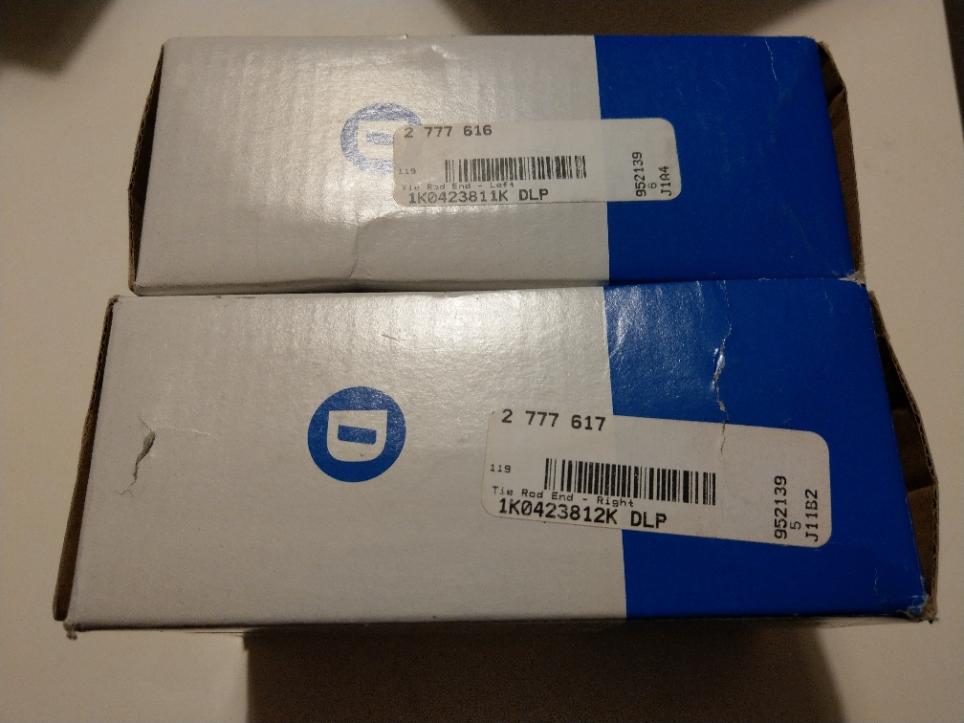 D
2 777 616
119
Tie Rod End - Left
1K0423811K DLP
952139
6
J1A4
D
2 777 617
119
Tie Rod End - Right
1K0423812K DLP
952139
5
J11B2